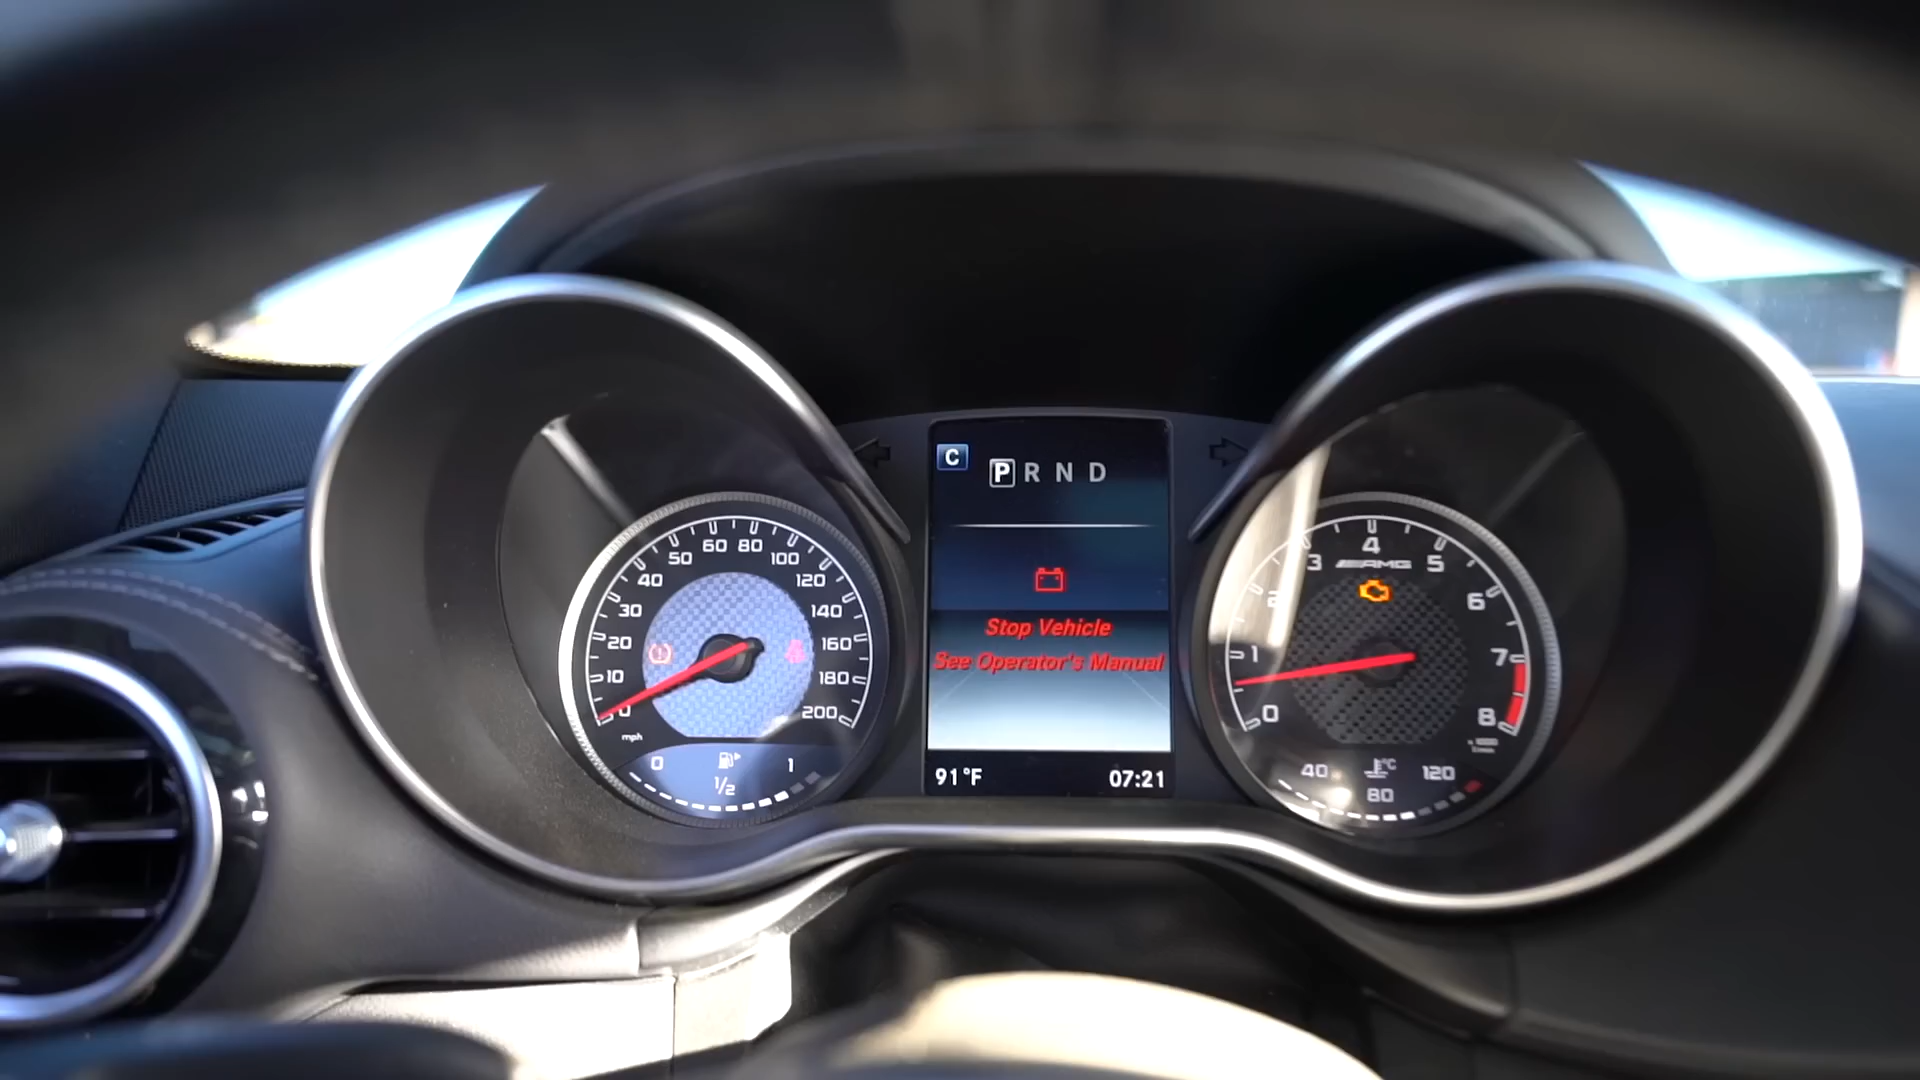 C
P R N D
Stop Vehicle
See Operator's Manual
91°F 07:21
0 10 20 30 40 50 60 80 100 120 140 160 180 200
mph
0 1/2 1
0 1 2 3 4 5 6 7 8
AMG
°C
40 80 120